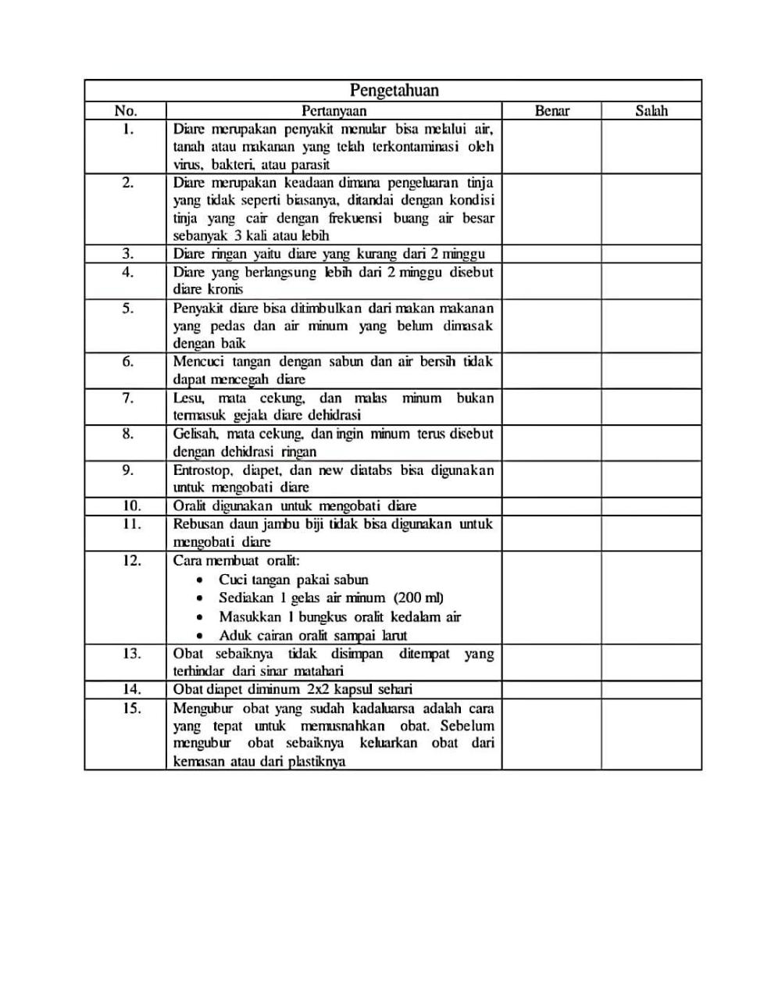 Pengetahuan
No. Pertanyaan Benar Salah
1. Diare merupakan penyakit menular bisa melalui air,
tanah atau makanan yang telah terkontaminasi oleh
virus, bakteri, atau parasit
2. Diare merupakan keadaan dimana pengeluaran tinja
yang tidak seperti biasanya, ditandai dengan kondisi
tinja yang cair dengan frekuensi buang air besar
sebanyak 3 kali atau lebih
3. Diare ringan yaitu diare yang kurang dari 2 minggu
4. Diare yang berlangsung lebih dari 2 minggu disebut
diare kronis
5. Penyakit diare bisa ditimbulkan dari makan makanan
yang pedas dan air minum yang belum dimasak
dengan baik
6. Mencuci tangan dengan sabun dan air bersih tidak
dapat mencegah diare
7. Lesu, mata cekung, dan malas minum bukan
termasuk gejala diare dehidrasi
8. Gelisah, mata cekung, dan ingin minum terus disebut
dengan dehidrasi ringan
9. Entrostop, diapet, dan new diatabs bisa digunakan
untuk mengobati diare
10. Oralit digunakan untuk mengobati diare
11. Rebusan daun jambu biji tidak bisa digunakan untuk
mengobati diare
12. Cara membuat oralit:
• Cuci tangan pakai sabun
• Sediakan 1 gelas air minum (200 ml)
• Masukkan 1 bungkus oralit kedalam air
• Aduk cairan oralit sampai larut
13. Obat sebaiknya tidak disimpan ditempat yang
terhindar dari sinar matahari
14. Obat diapet diminum 2x2 kapsul sehari
15. Mengubur obat yang sudah kadaluarsa adalah cara
yang tepat untuk memusnahkan obat. Sebelum
mengubur obat sebaiknya keluarkan obat dari
kemasan atau dari plastiknya